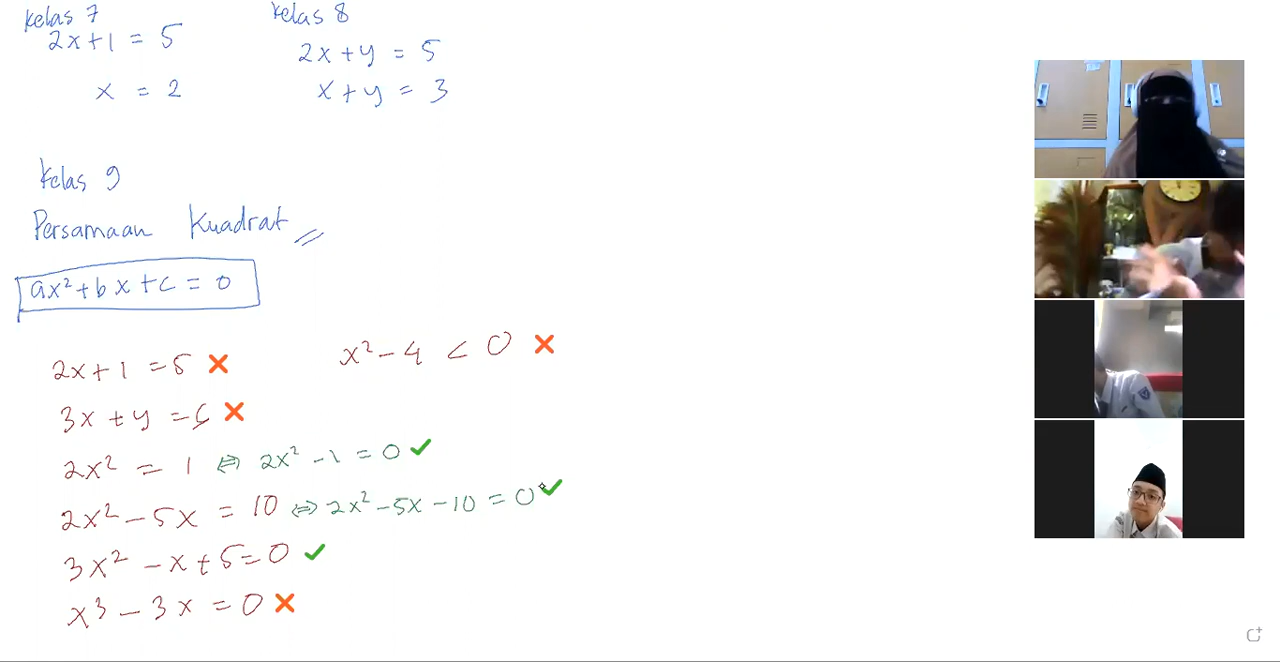 Kelas 7
2x+1 = 5
x = 2
Kelas 8
2x+y = 5
x+y = 3
Kelas 9
Persamaan Kuadrat
ax²+bx+c = 0
2x+1 = 5 ✗
x²-4 < 0 ✗
3x+y = 5 ✗
2x² = 1 ⇔ 2x²-1 = 0 ✓
2x²-5x = 10 ⇔ 2x²-5x-10 = 0 ✓
3x²-x+5=0 ✓
x³-3x = 0 ✗